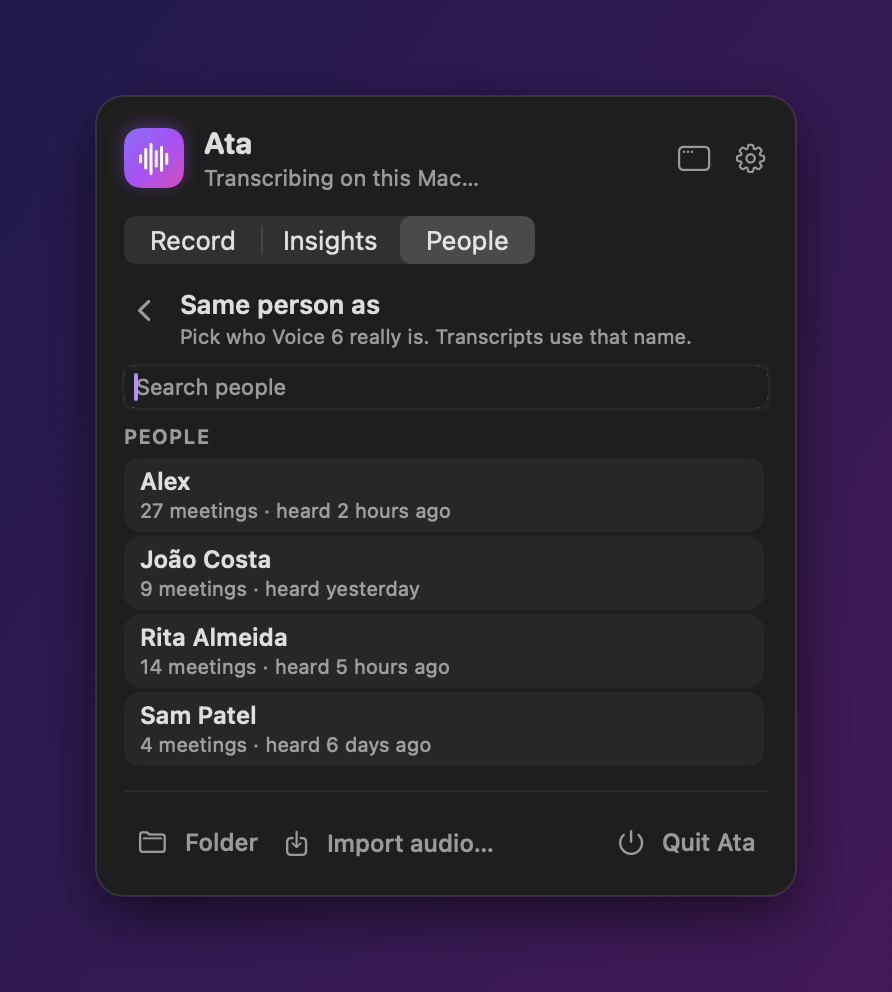 Ata
Transcribing on this Mac...
Record
Insights
People
Same person as
Pick who Voice 6 really is. Transcripts use that name.
Search people
PEOPLE
Alex
27 meetings · heard 2 hours ago
João Costa
9 meetings · heard yesterday
Rita Almeida
14 meetings · heard 5 hours ago
Sam Patel
4 meetings · heard 6 days ago
Folder
Import audio...
Quit Ata